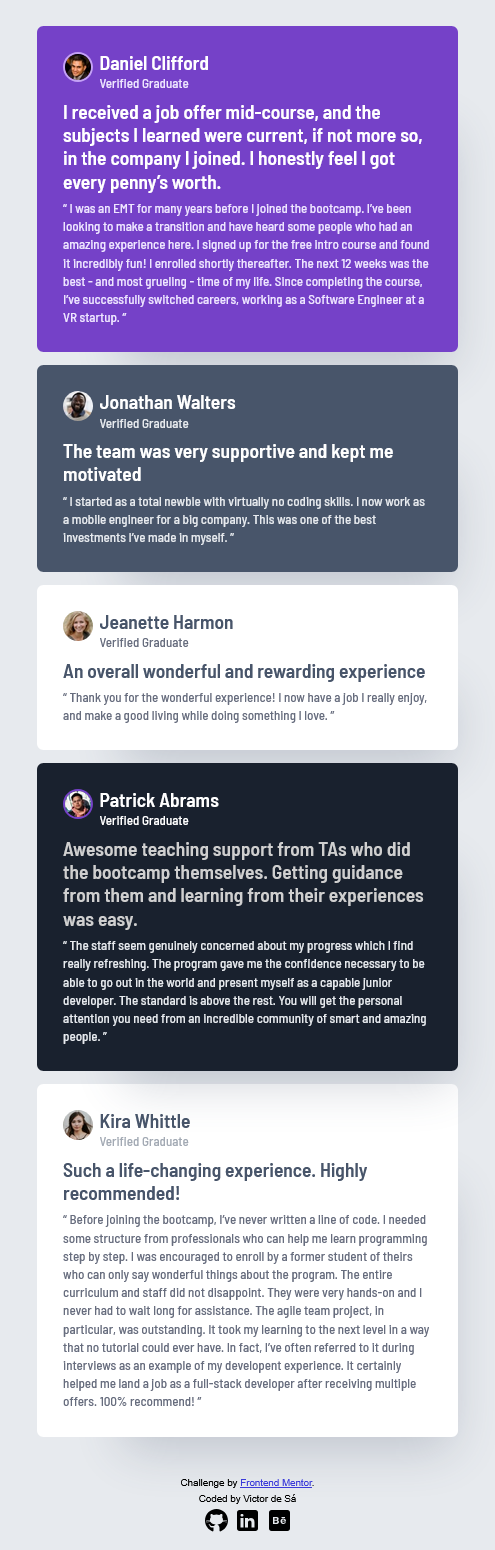 Daniel Clifford
Verified Graduate
I received a job offer mid-course, and the
subjects I learned were current, if not more so,
in the company I joined. I honestly feel I got
every penny’s worth.
“ I was an EMT for many years before I joined the bootcamp. I’ve been
looking to make a transition and have heard some people who had an
amazing experience here. I signed up for the free intro course and found
it incredibly fun! I enrolled shortly thereafter. The next 12 weeks was the
best - and most grueling - time of my life. Since completing the course,
I’ve successfully switched careers, working as a Software Engineer at a
VR startup. ”
Jonathan Walters
Verified Graduate
The team was very supportive and kept me
motivated
“ I started as a total newbie with virtually no coding skills. I now work as
a mobile engineer for a big company. This was one of the best
investments I’ve made in myself. ”
Jeanette Harmon
Verified Graduate
An overall wonderful and rewarding experience
“ Thank you for the wonderful experience! I now have a job I really enjoy,
and make a good living while doing something I love. ”
Patrick Abrams
Verified Graduate
Awesome teaching support from TAs who did
the bootcamp themselves. Getting guidance
from them and learning from their experiences
was easy.
“ The staff seem genuinely concerned about my progress which I find
really refreshing. The program gave me the confidence necessary to be
able to go out in the world and present myself as a capable junior
developer. The standard is above the rest. You will get the personal
attention you need from an incredible community of smart and amazing
people. ”
Kira Whittle
Verified Graduate
Such a life-changing experience. Highly
recommended!
“ Before joining the bootcamp, I’ve never written a line of code. I needed
some structure from professionals who can help me learn programming
step by step. I was encouraged to enroll by a former student of theirs
who can only say wonderful things about the program. The entire
curriculum and staff did not disappoint. They were very hands-on and I
never had to wait long for assistance. The agile team project, in
particular, was outstanding. It took my learning to the next level in a way
that no tutorial could ever have. In fact, I’ve often referred to it during
interviews as an example of my developent experience. It certainly
helped me land a job as a full-stack developer after receiving multiple
offers. 100% recommend! ”
Challenge by Frontend Mentor.
Coded by Victor de Sá
in Bē